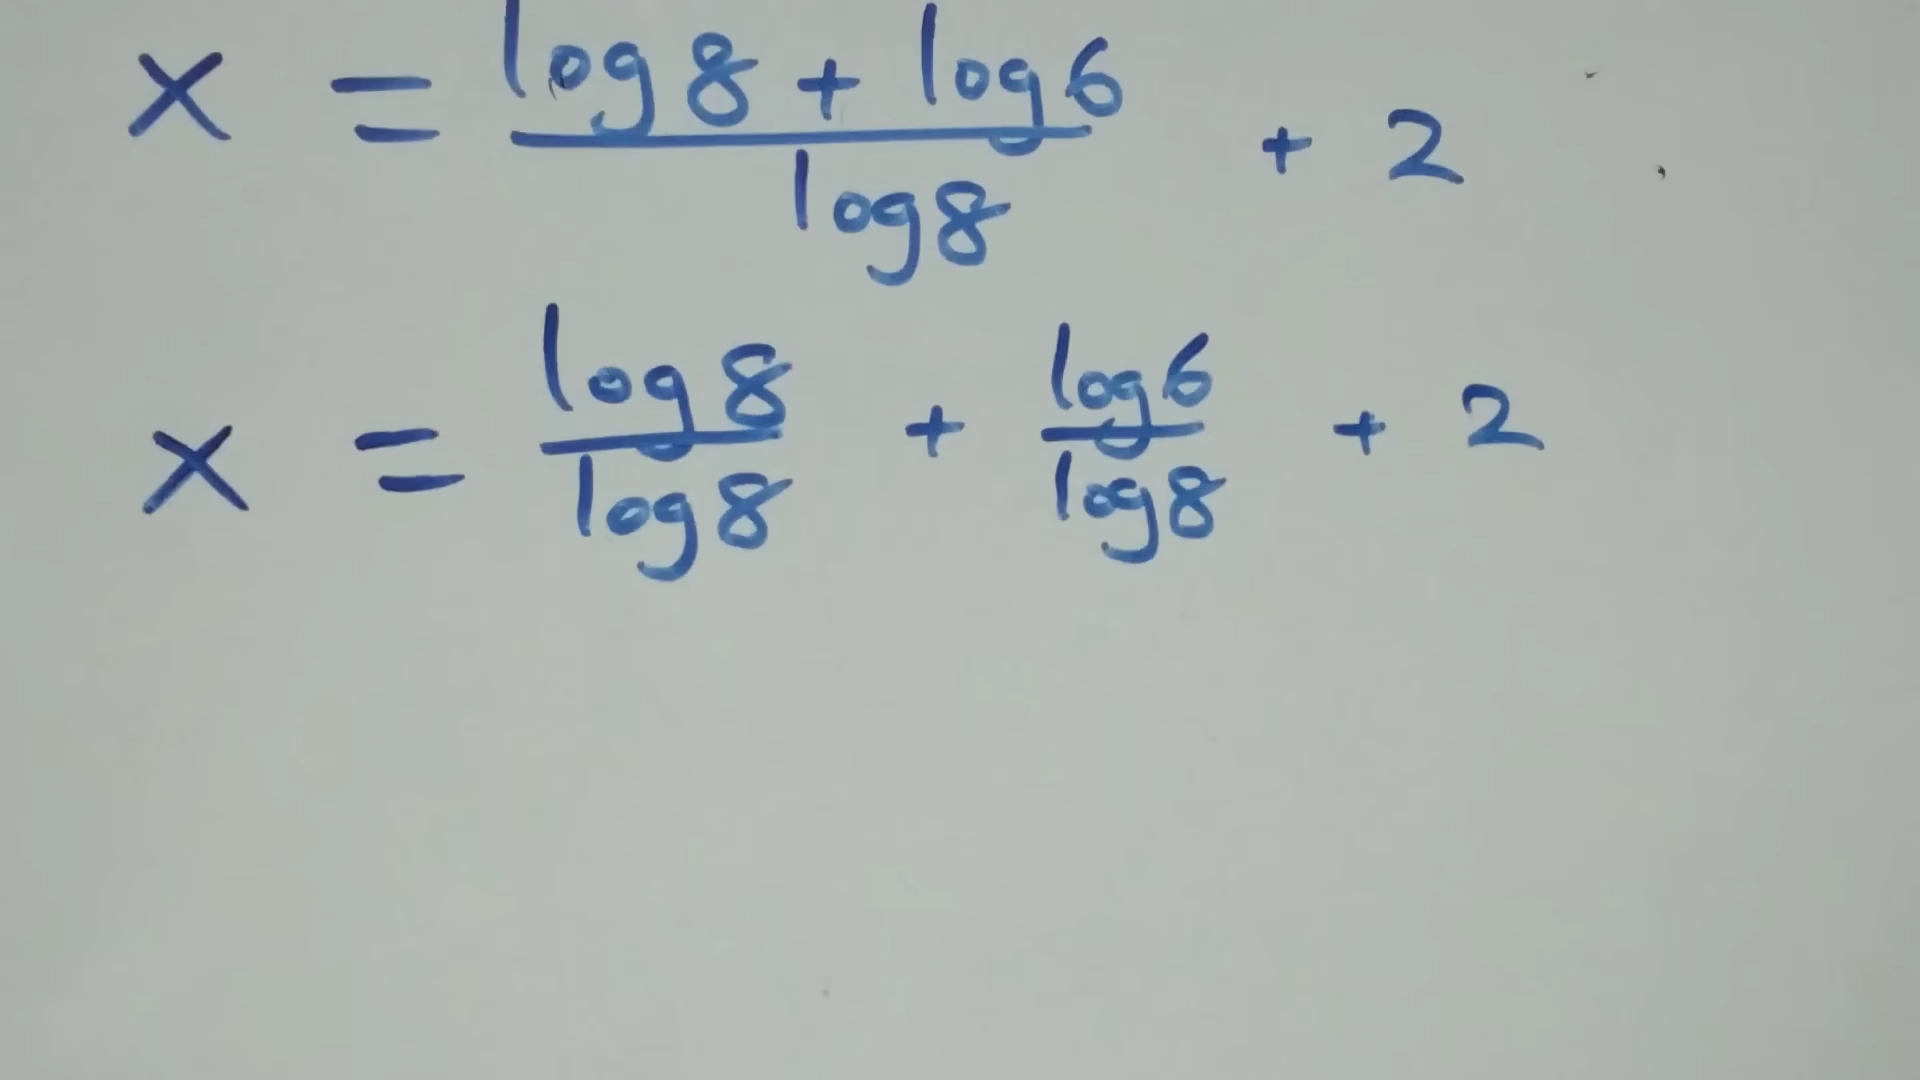 x = (log 8 + log 6) / log 8 + 2
x = log 8 / log 8 + log 6 / log 8 + 2